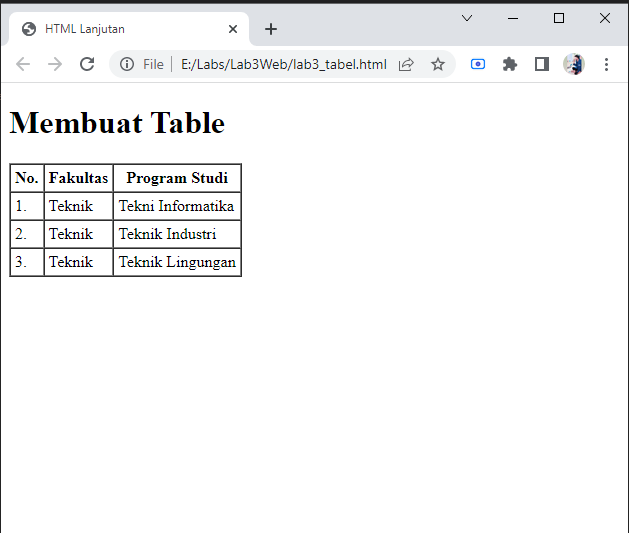 HTML Lanjutan
File | E:/Labs/Lab3Web/lab3_tabel.html
Membuat Table
No. Fakultas Program Studi
1. Teknik Tekni Informatika
2. Teknik Teknik Industri
3. Teknik Teknik Lingungan